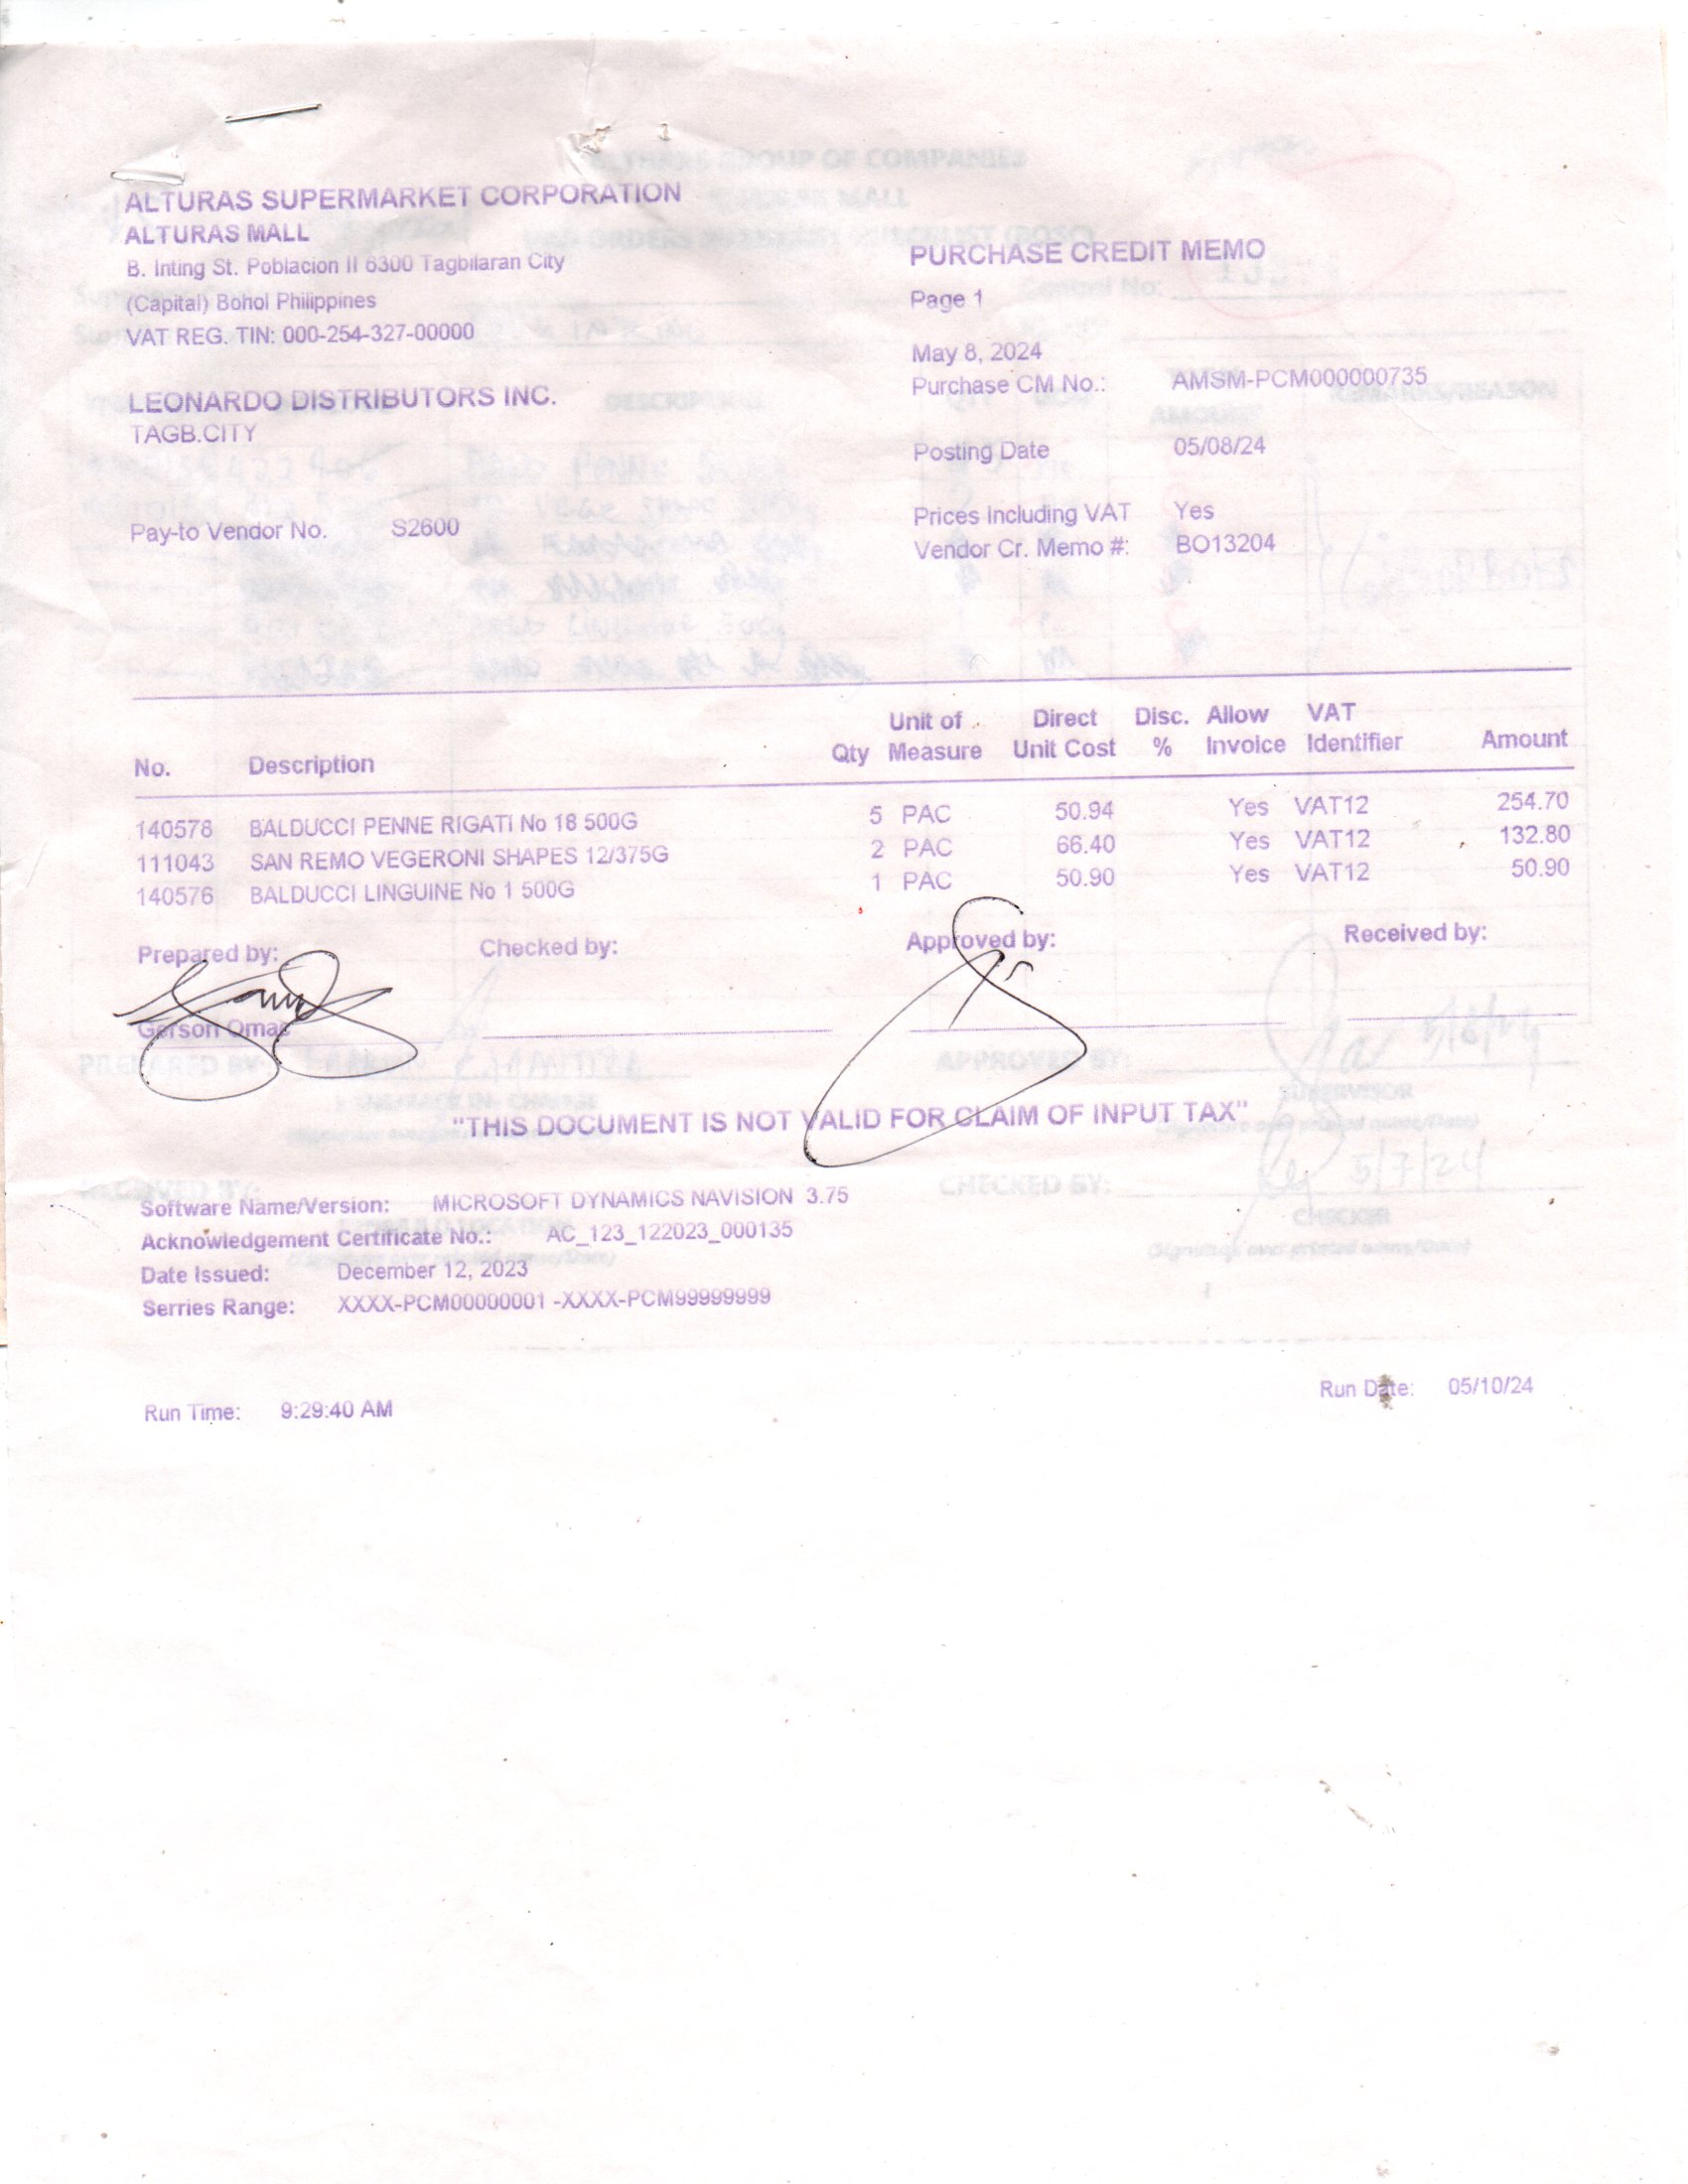 ALTURAS SUPERMARKET CORPORATION
ALTURAS MALL
B. Inting St. Poblacion II 6300 Tagbilaran City
(Capital) Bohol Philippines
VAT REG. TIN: 000-254-327-00000
PURCHASE CREDIT MEMO
Page 1
May 8, 2024
Purchase CM No.: AMSM-PCM000000735
LEONARDO DISTRIBUTORS INC.
TAGB.CITY
Posting Date 05/08/24
Prices Including VAT Yes
Pay-to Vendor No. S2600
Vendor Cr. Memo #: BO13204
No. Description Qty Unit of Measure Direct Unit Cost Disc. % Allow Invoice VAT Identifier Amount
140578 BALDUCCI PENNE RIGATI No 18 500G 5 PAC 50.94 Yes VAT12 254.70
111043 SAN REMO VEGERONI SHAPES 12/375G 2 PAC 66.40 Yes VAT12 132.80
140576 BALDUCCI LINGUINE No 1 500G 1 PAC 50.90 Yes VAT12 50.90
Prepared by: Checked by: Approved by: Received by:
Gerson Omas
"THIS DOCUMENT IS NOT VALID FOR CLAIM OF INPUT TAX"
Software Name/Version: MICROSOFT DYNAMICS NAVISION 3.75
Acknowledgement Certificate No.: AC_123_122023_000135
Date Issued: December 12, 2023
Serries Range: XXXX-PCM00000001 -XXXX-PCM99999999
Run Time: 9:29:40 AM
Run Date: 05/10/24